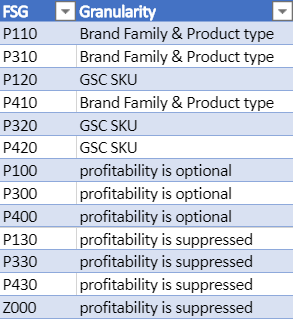 FSG Granularity
P110 Brand Family & Product type
P310 Brand Family & Product type
P120 GSC SKU
P410 Brand Family & Product type
P320 GSC SKU
P420 GSC SKU
P100 profitability is optional
P300 profitability is optional
P400 profitability is optional
P130 profitability is suppressed
P330 profitability is suppressed
P430 profitability is suppressed
Z000 profitability is suppressed